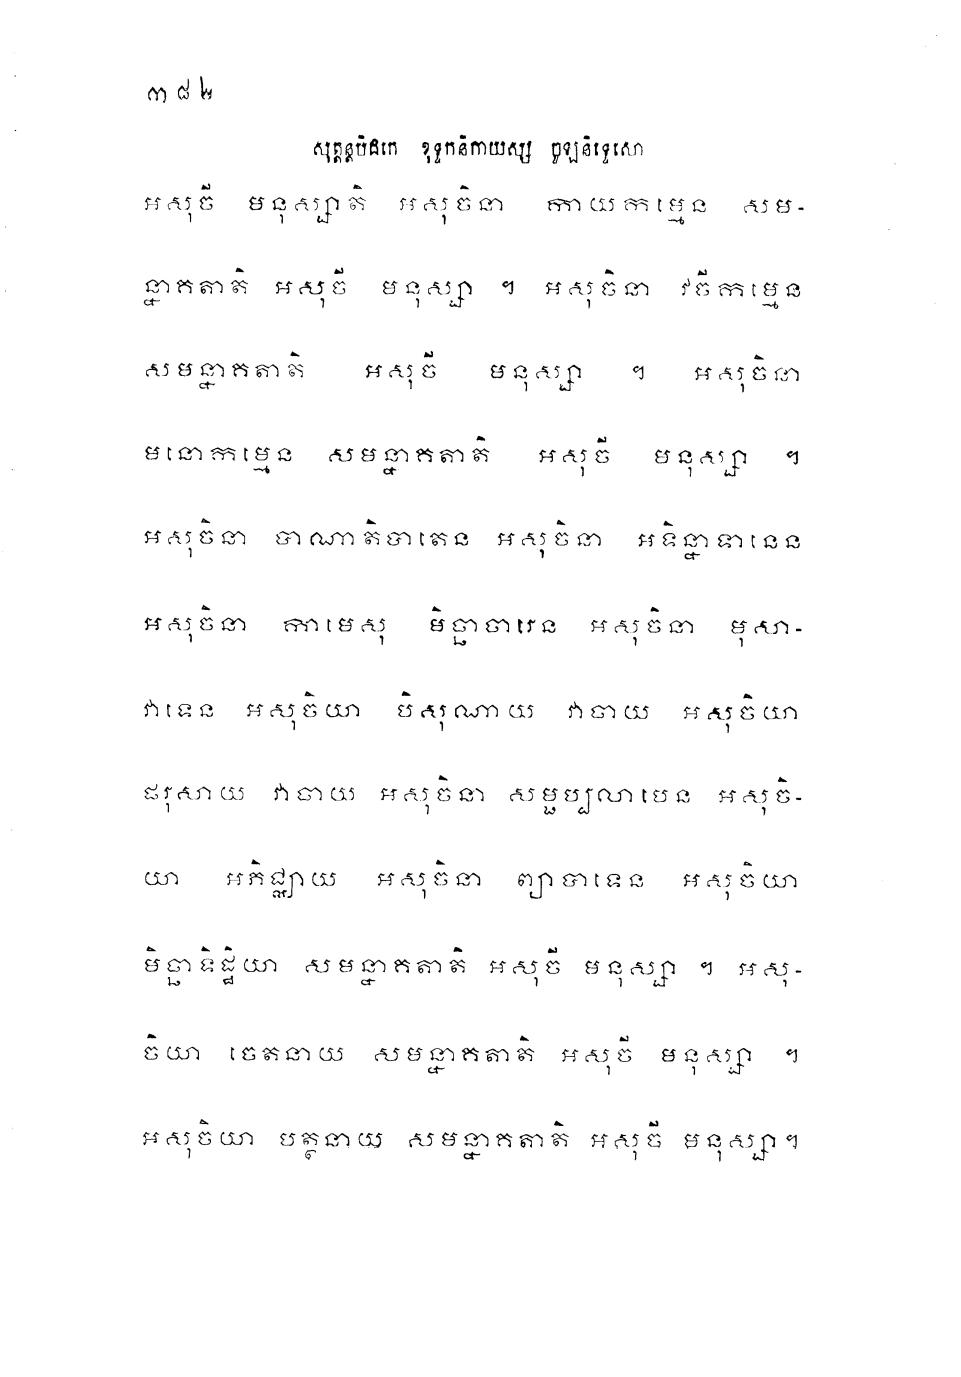 ៣៨២
សុត្តន្តបិដកេ ខុទ្ទកនិកាយស្ស ចូឡនិទ្ទេសោ
អសុចី មនុស្សាតិ អសុចិនា កាយកម្មេន សម-
ន្នាគតាតិ អសុចី មនុស្សា ។ អសុចិនា វចីកម្មេន
សមន្នាគតាតិ អសុចី មនុស្សា ។ អសុចិនា
មនោកម្មេន សមន្នាគតាតិ អសុចី មនុស្សា ។
អសុចិនា បាណាតិបាតេន អសុចិនា អទិន្នាទានេន
អសុចិនា កាមេសុ មិច្ឆាចារេន អសុចិនា មុសា-
វាទេន អសុចិយា បិសុណាយ វាចាយ អសុចិយា
ផរុសាយ វាចាយ អសុចិនា សម្ផប្បលាបេន អសុចិ-
យា អភិជ្ឈាយ អសុចិនា ព្យាបាទេន អសុចិយា
មិច្ឆាទិដ្ឋិយា សមន្នាគតាតិ អសុចី មនុស្សា ។ អសុ-
ចិយា ចេតនាយ សមន្នាគតាតិ អសុចី មនុស្សា ។
អសុចិយា បត្ថនាយ សមន្នាគតាតិ អសុចី មនុស្សា។